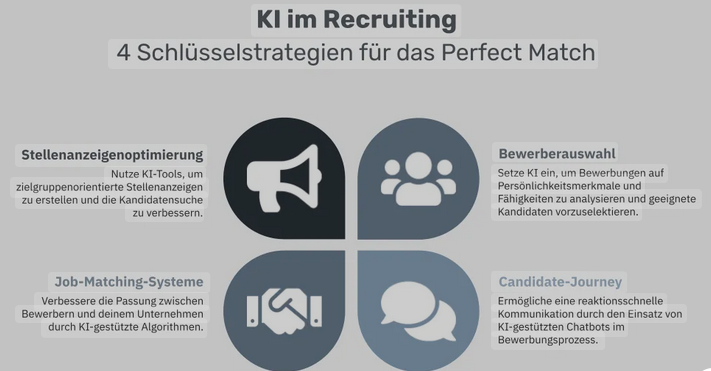 KI im Recruiting
4 Schlüsselstrategien für das Perfect Match
Stellenanzeigenoptimierung
Nutze KI-Tools, um
zielgruppenorientierte Stellenanzeigen
zu erstellen und die Kandidatensuche
zu verbessern.
Bewerberauswahl
Setze KI ein, um Bewerbungen auf
Persönlichkeitsmerkmale und
Fähigkeiten zu analysieren und geeignete
Kandidaten vorzuselektieren.
Job-Matching-Systeme
Verbessere die Passung zwischen
Bewerbern und deinem Unternehmen
durch KI-gestützte Algorithmen.
Candidate-Journey
Ermögliche eine reaktionsschnelle
Kommunikation durch den Einsatz von
KI-gestützten Chatbots im
Bewerbungsprozess.